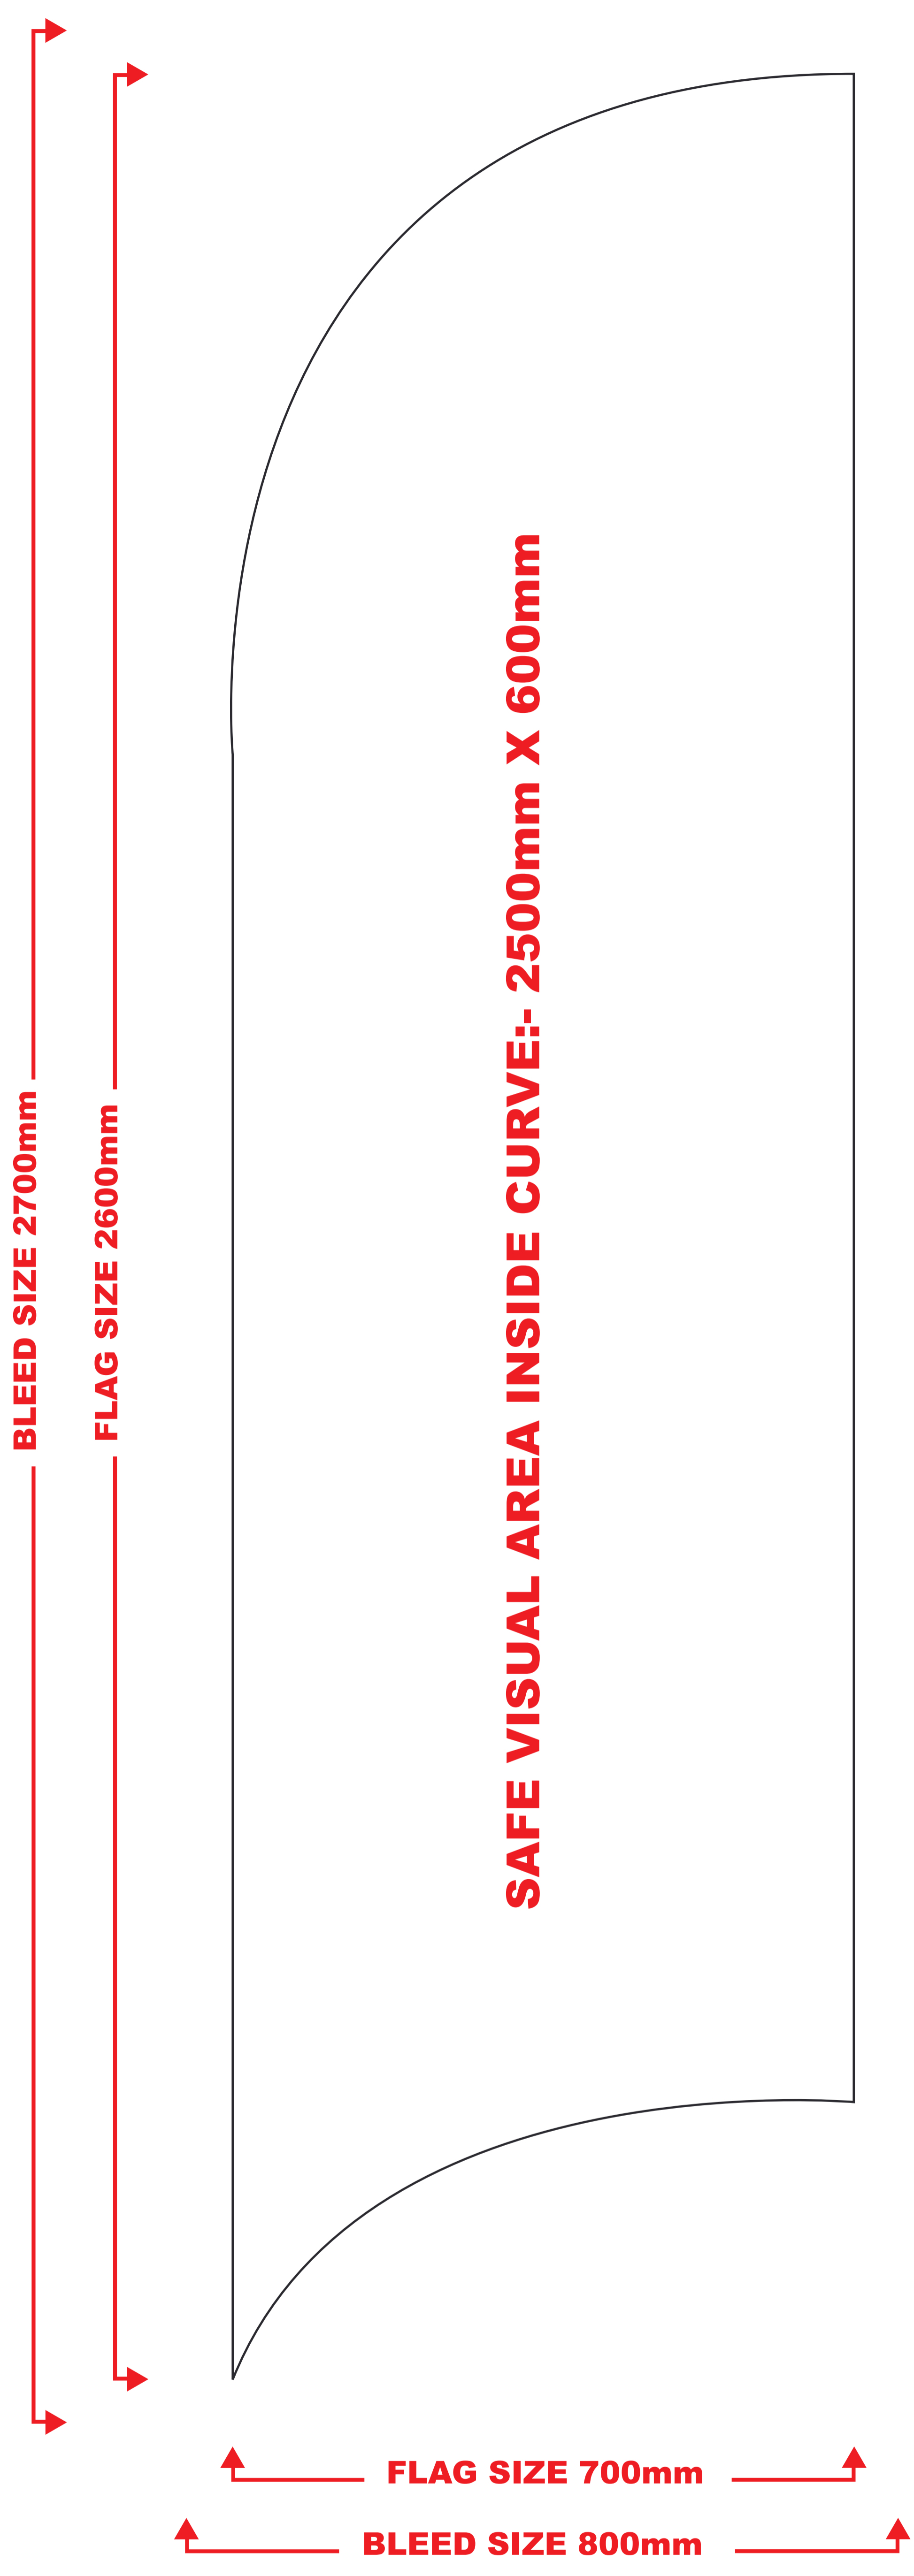 BLEED SIZE 2700mm
FLAG SIZE 2600mm
SAFE VISUAL AREA INSIDE CURVE:- 2500mm X 600mm
FLAG SIZE 700mm
BLEED SIZE 800mm